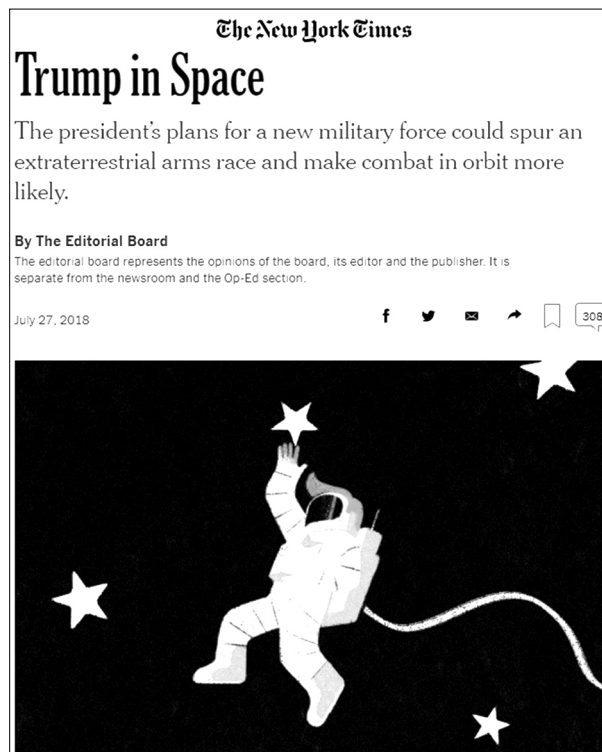 The New York Times
Trump in Space
The president's plans for a new military force could spur an
extraterrestrial arms race and make combat in orbit more
likely.
By The Editorial Board
The editorial board represents the opinions of the board, its editor and the publisher. It is
separate from the newsroom and the Op-Ed section.
July 27, 2018
308